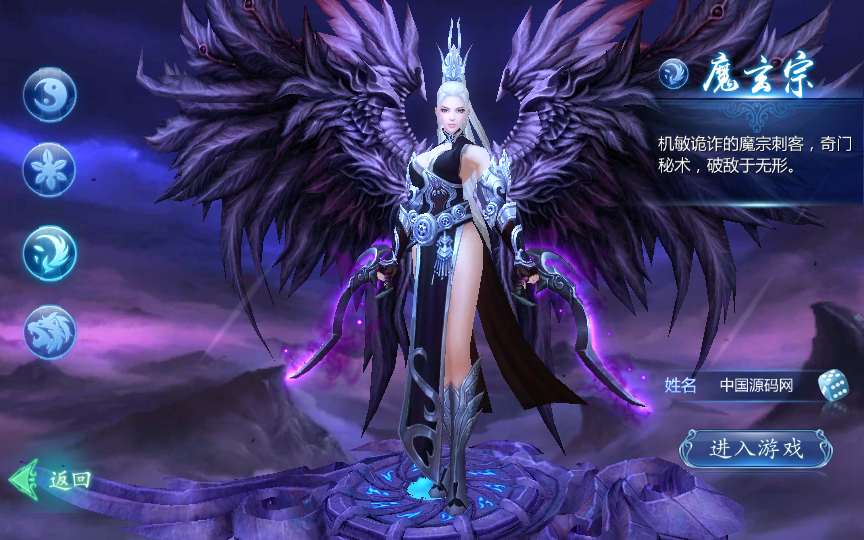 魔玄宗
机敏诡诈的魔宗刺客，奇门
秘术，破敌于无形。
姓名 中国源码网
进入游戏
返回